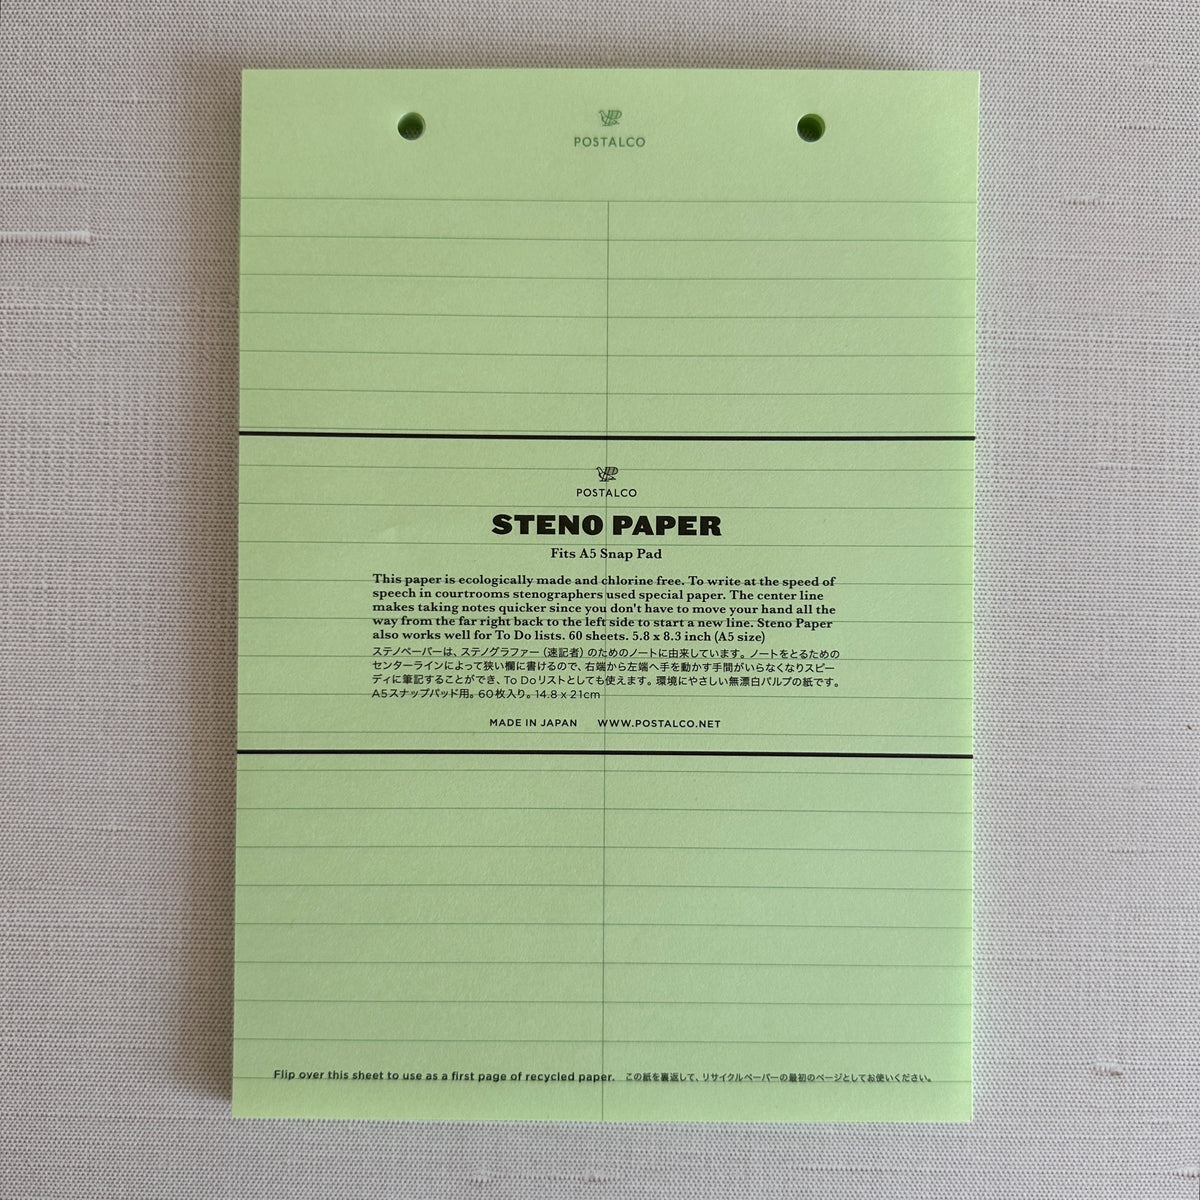 POSTALCO
POSTALCO
STENO PAPER
Fits A5 Snap Pad
This paper is ecologically made and chlorine free. To write at the speed of
speech in courtrooms stenographers used special paper. The center line
makes taking notes quicker since you don't have to move your hand all the
way from the far right back to the left side to start a new line. Steno Paper
also works well for To Do lists. 60 sheets. 5.8 x 8.3 inch (A5 size)
ステノペーパーは、ステノグラファー（速記者）のためのノートに由来しています。ノートをとるための
センターラインによって狭い欄に書けるので、右端から左端へ手を動かす手間がいらなくなりスピー
ディに筆記することができ、To Doリストとしても使えます。環境にやさしい無漂白パルプの紙です。
A5スナップパッド用。60枚入り。14.8 x 21cm
MADE IN JAPAN WWW.POSTALCO.NET
Flip over this sheet to use as a first page of recycled paper. この紙を裏返して、リサイクルペーパーの最初のページとしてお使いください。